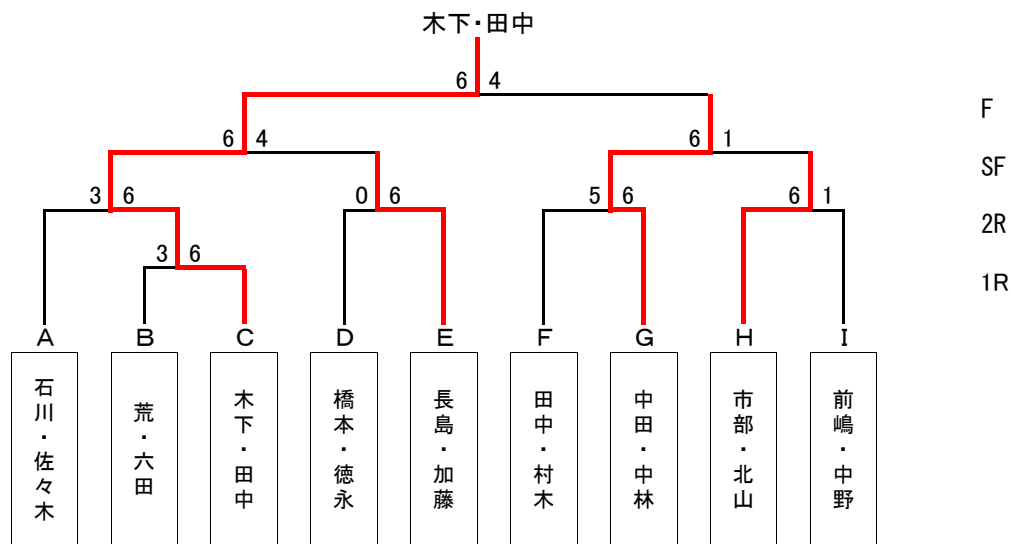 木下・田中
6 4
F
6 4 6 1
SF
3 6 0 6 5 6 6 1
2R
3 6
1R
A B C D E F G H I
石川・佐々木
荒・六田
木下・田中
橋本・徳永
長島・加藤
田中・村木
中田・中林
市部・北山
前嶋・中野